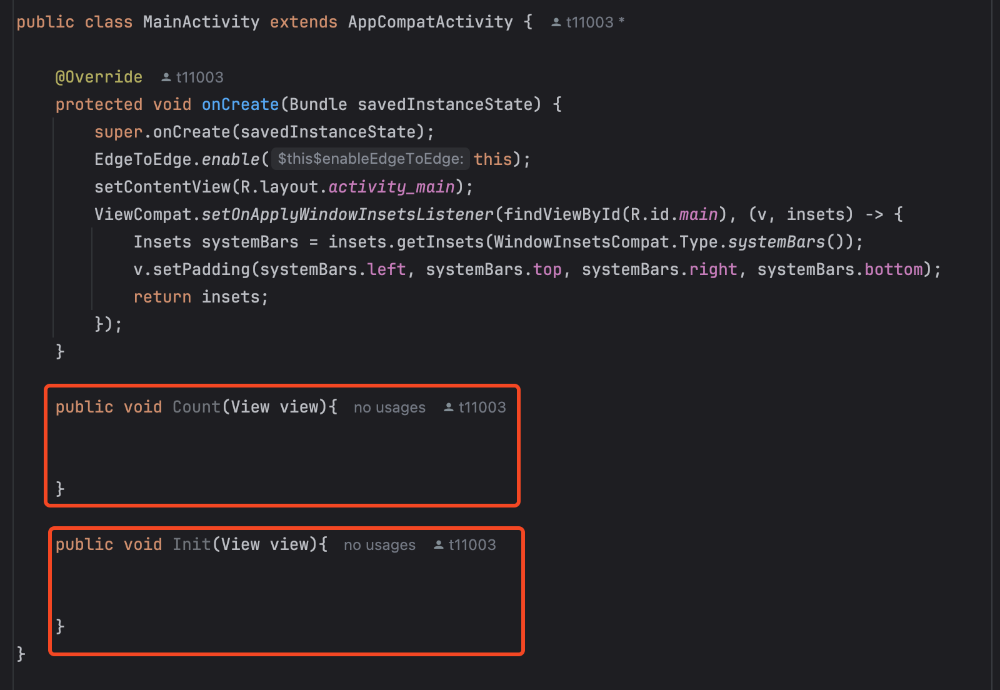 public class MainActivity extends AppCompatActivity { t11003 *
@Override t11003
protected void onCreate(Bundle savedInstanceState) {
super.onCreate(savedInstanceState);
EdgeToEdge.enable( $this$enableEdgeToEdge: this);
setContentView(R.layout.activity_main);
ViewCompat.setOnApplyWindowInsetsListener(findViewById(R.id.main), (v, insets) -> {
Insets systemBars = insets.getInsets(WindowInsetsCompat.Type.systemBars());
v.setPadding(systemBars.left, systemBars.top, systemBars.right, systemBars.bottom);
return insets;
});
}
public void Count(View view){ no usages t11003
}
public void Init(View view){ no usages t11003
}
}